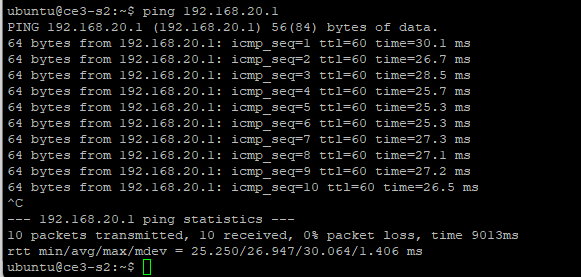 ubuntu@ce3-s2:~$ ping 192.168.20.1
PING 192.168.20.1 (192.168.20.1) 56(84) bytes of data.
64 bytes from 192.168.20.1: icmp_seq=1 ttl=60 time=30.1 ms
64 bytes from 192.168.20.1: icmp_seq=2 ttl=60 time=26.7 ms
64 bytes from 192.168.20.1: icmp_seq=3 ttl=60 time=28.5 ms
64 bytes from 192.168.20.1: icmp_seq=4 ttl=60 time=25.7 ms
64 bytes from 192.168.20.1: icmp_seq=5 ttl=60 time=25.3 ms
64 bytes from 192.168.20.1: icmp_seq=6 ttl=60 time=25.3 ms
64 bytes from 192.168.20.1: icmp_seq=7 ttl=60 time=27.3 ms
64 bytes from 192.168.20.1: icmp_seq=8 ttl=60 time=27.1 ms
64 bytes from 192.168.20.1: icmp_seq=9 ttl=60 time=27.2 ms
64 bytes from 192.168.20.1: icmp_seq=10 ttl=60 time=26.5 ms
^C
--- 192.168.20.1 ping statistics ---
10 packets transmitted, 10 received, 0% packet loss, time 9013ms
rtt min/avg/max/mdev = 25.250/26.947/30.064/1.406 ms
ubuntu@ce3-s2:~$